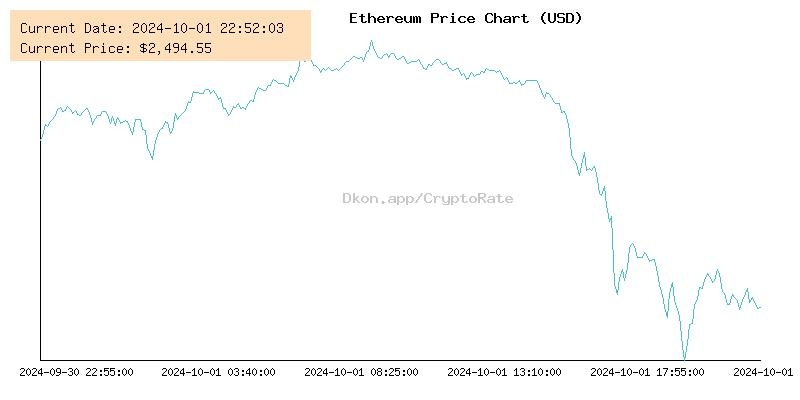 Ethereum Price Chart (USD)
Current Date: 2024-10-01 22:52:03
Current Price: $2,494.55
Dkon.app/CryptoRate
2024-09-30 22:55:00
2024-10-01 03:40:00
2024-10-01 08:25:00
2024-10-01 13:10:00
2024-10-01 17:55:00
2024-10-01